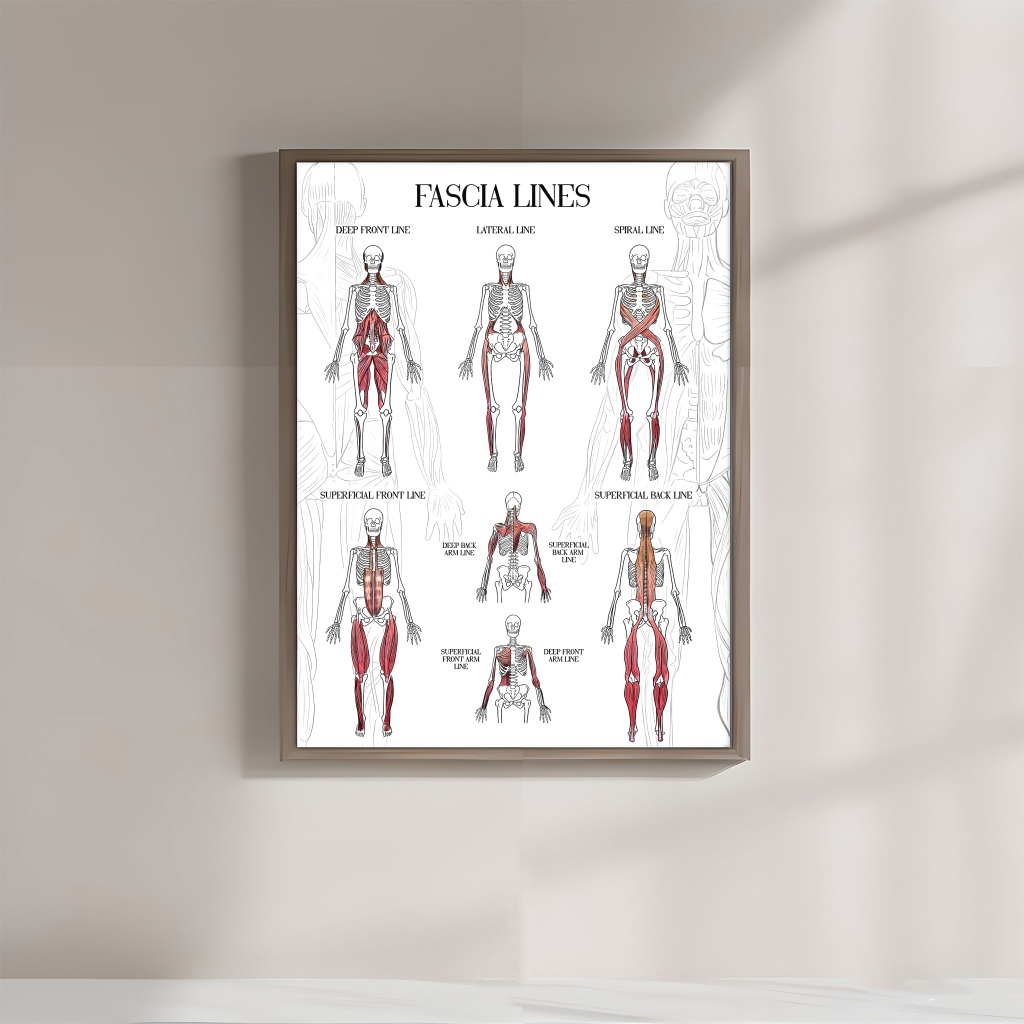 FASCIA LINES
DEEP FRONT LINE
LATERAL LINE
SPIRAL LINE
SUPERFICIAL FRONT LINE
SUPERFICIAL BACK LINE
DEEP BACK
ARM LINE
SUPERFICIAL
BACK ARM
LINE
SUPERFICIAL
FRONT ARM
LINE
DEEP FRONT
ARM LINE